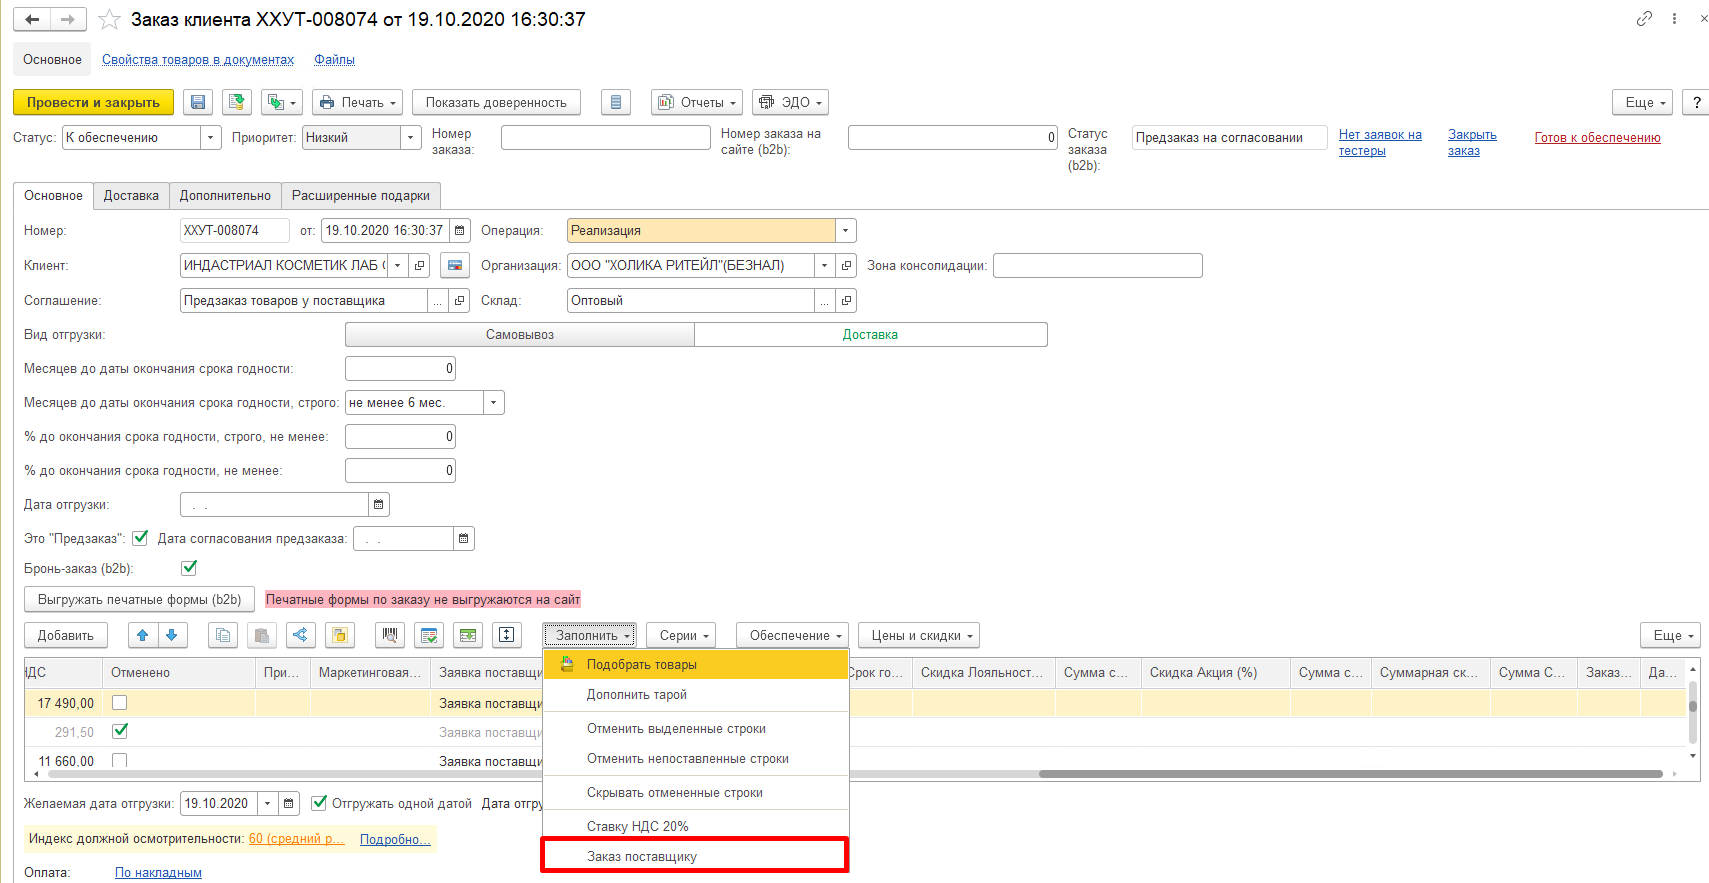 Заказ клиента ХХУТ-008074 от 19.10.2020 16:30:37
Основное Свойства товаров в документах Файлы
Провести и закрыть Печать Показать доверенность Отчеты ЭДО Еще ?
Статус: К обеспечению Приоритет: Низкий Номер заказа: Номер заказа на сайте (b2b): 0 Статус заказа (b2b): Предзаказ на согласовании Нет заявок на тестеры Закрыть заказ Готов к обеспечению
Основное Доставка Дополнительно Расширенные подарки
Номер: ХХУТ-008074 от: 19.10.2020 16:30:37 Операция: Реализация
Клиент: ИНДАСТРИАЛ КОСМЕТИК ЛАБ Организация: ООО "ХОЛИКА РИТЕЙЛ"(БЕЗНАЛ) Зона консолидации:
Соглашение: Предзаказ товаров у поставщика ... Склад: Оптовый ...
Вид отгрузки: Самовывоз Доставка
Месяцев до даты окончания срока годности: 0
Месяцев до даты окончания срока годности, строго: не менее 6 мес.
% до окончания срока годности, строго, не менее: 0
% до окончания срока годности, не менее: 0
Дата отгрузки: . .
Это "Предзаказ": Дата согласования предзаказа: . .
Бронь-заказ (b2b):
Выгружать печатные формы (b2b) Печатные формы по заказу не выгружаются на сайт
Добавить Заполнить Серии Обеспечение Цены и скидки Еще
НДС Отменено При... Маркетинговая... Заявка поставщи Срок го... Скидка Лояльност... Сумма с... Скидка Акция (%) Сумма с... Суммарная ск... Сумма С... Заказ... Да...
17 490,00 Заявка поставщи
291,50 Заявка поставщи
11 660,00 Заявка поставщи
Подобрать товары
Дополнить тарой
Отменить выделенные строки
Отменить непоставленные строки
Скрывать отмененные строки
Ставку НДС 20%
Заказ поставщику
Желаемая дата отгрузки: 19.10.2020 Отгружать одной датой Дата отгру
Индекс должной осмотрительности: 60 (средний р... Подробно...
Оплата: По накладным